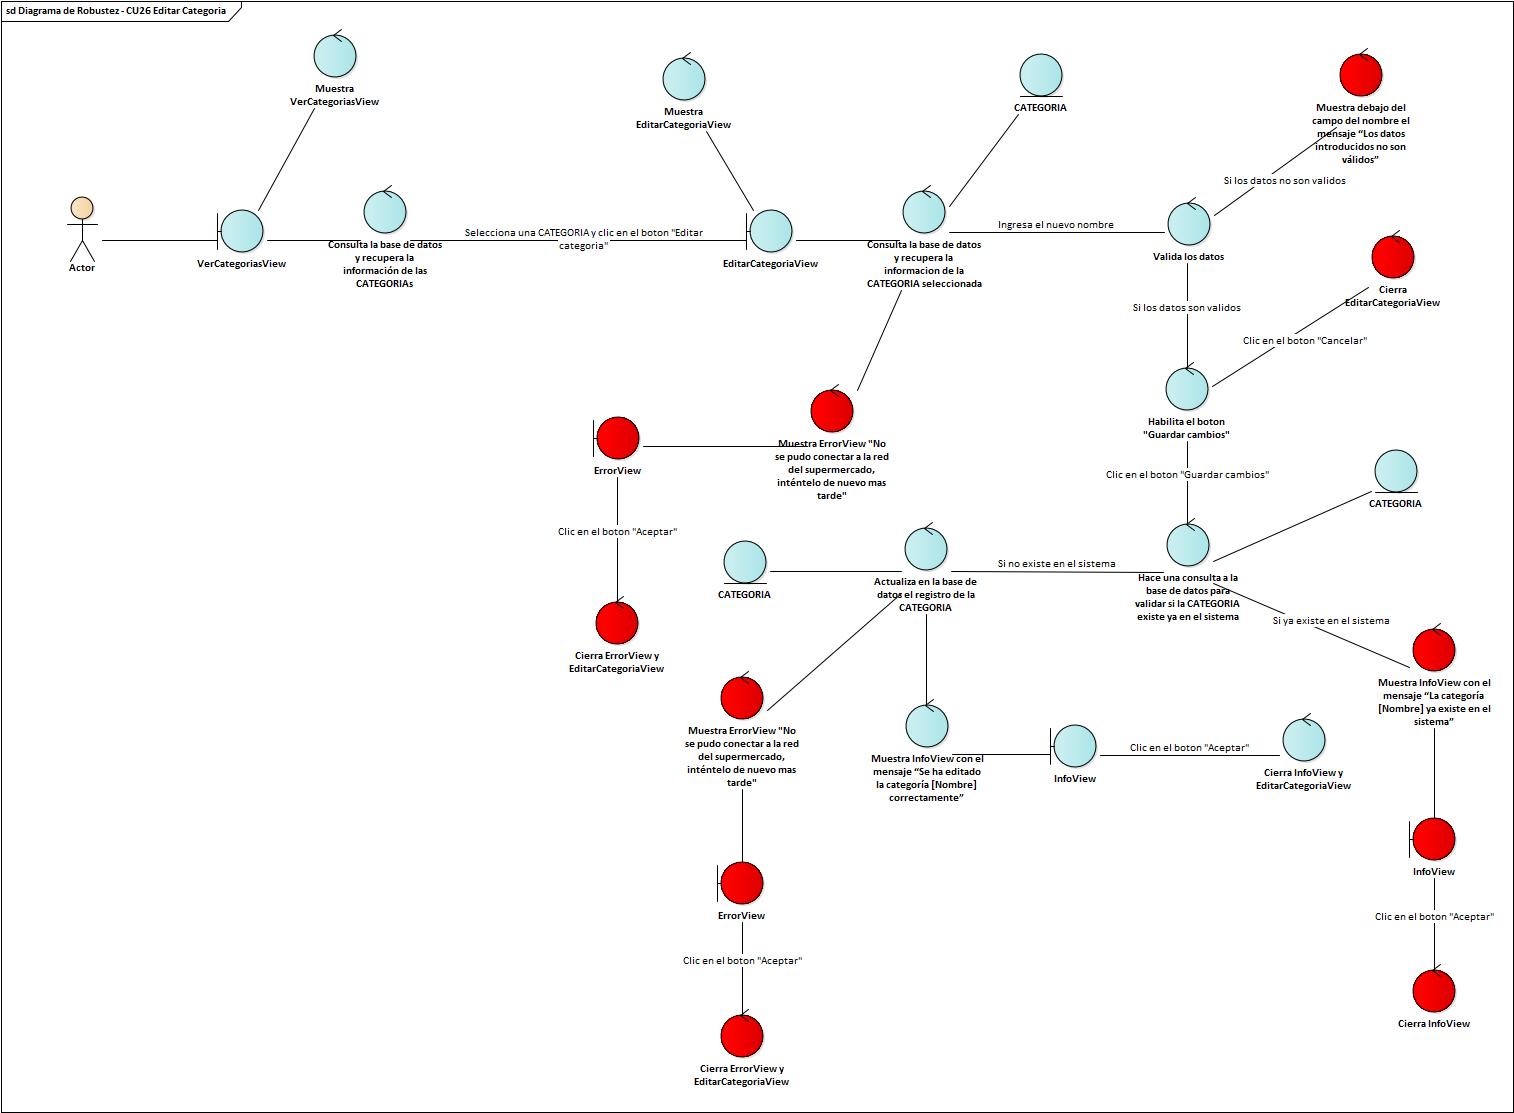 sd Diagrama de Robustez - CU26 Editar Categoria
Muestra
VerCategoriasView
Muestra
EditarCategoriaView
CATEGORIA
Muestra debajo del
campo del nombre el
mensaje “Los datos
introducidos no son
válidos”
Si los datos no son validos
Actor
VerCategoriasView
Consulta la base de datos
y recupera la
información de las
CATEGORIAs
Selecciona una CATEGORIA y clic en el boton "Editar
categoria"
EditarCategoriaView
Consulta la base de datos
y recupera la
informacion de la
CATEGORIA seleccionada
Ingresa el nuevo nombre
Valida los datos
Cierra
EditarCategoriaView
Si los datos son validos
Clic en el boton "Cancelar"
Habilita el boton
"Guardar cambios"
Clic en el boton "Guardar cambios"
CATEGORIA
ErrorView
Muestra ErrorView "No
se pudo conectar a la red
del supermercado,
inténtelo de nuevo mas
tarde"
Clic en el boton "Aceptar"
Cierra ErrorView y
EditarCategoriaView
CATEGORIA
Actualiza en la base de
datos el registro de la
CATEGORIA
Si no existe en el sistema
Hace una consulta a la
base de datos para
validar si la CATEGORIA
existe ya en el sistema
Si ya existe en el sistema
Muestra InfoView con el
mensaje “La categoría
[Nombre] ya existe en el
sistema”
Muestra ErrorView "No
se pudo conectar a la red
del supermercado,
inténtelo de nuevo mas
tarde"
Muestra InfoView con el
mensaje “Se ha editado
la categoría [Nombre]
correctamente”
InfoView
Clic en el boton "Aceptar"
Cierra InfoView y
EditarCategoriaView
InfoView
Clic en el boton "Aceptar"
Cierra InfoView
ErrorView
Clic en el boton "Aceptar"
Cierra ErrorView y
EditarCategoriaView